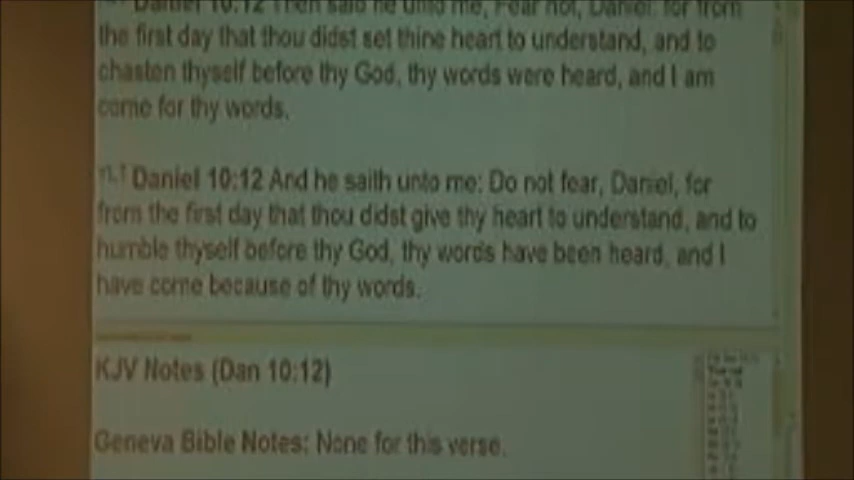 Daniel 10:12 Then said he unto me, Fear not, Daniel: for from
the first day that thou didst set thine heart to understand, and to
chasten thyself before thy God, thy words were heard, and I am
come for thy words.
Daniel 10:12 And he saith unto me: Do not fear, Daniel, for
from the first day that thou didst give thy heart to understand, and to
humble thyself before thy God, thy words have been heard, and I
have come because of thy words.
KJV Notes (Dan 10:12)
Geneva Bible Notes: None for this verse.